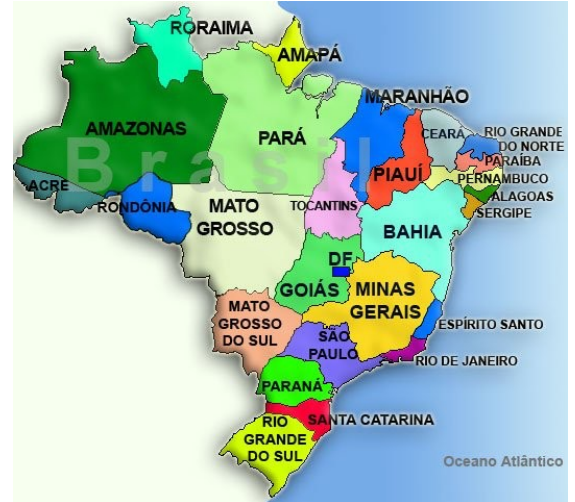 RORAIMA
AMAPÁ
MARANHÃO
AMAZONAS
PARÁ
CEARÁ
RIO GRANDE
DO NORTE
PARAÍBA
PIAUÍ
PERNAMBUCO
Brasil
ACRE
RONDÔNIA
MATO
GROSSO
TOCANTINS
ALAGOAS
SERGIPE
BAHIA
DF
GOIÁS
MINAS
GERAIS
MATO
GROSSO
DO SUL
SÃO
PAULO
ESPÍRITO SANTO
RIO DE JANEIRO
PARANÁ
SANTA CATARINA
RIO
GRANDE
DO SUL
Oceano Atlântico